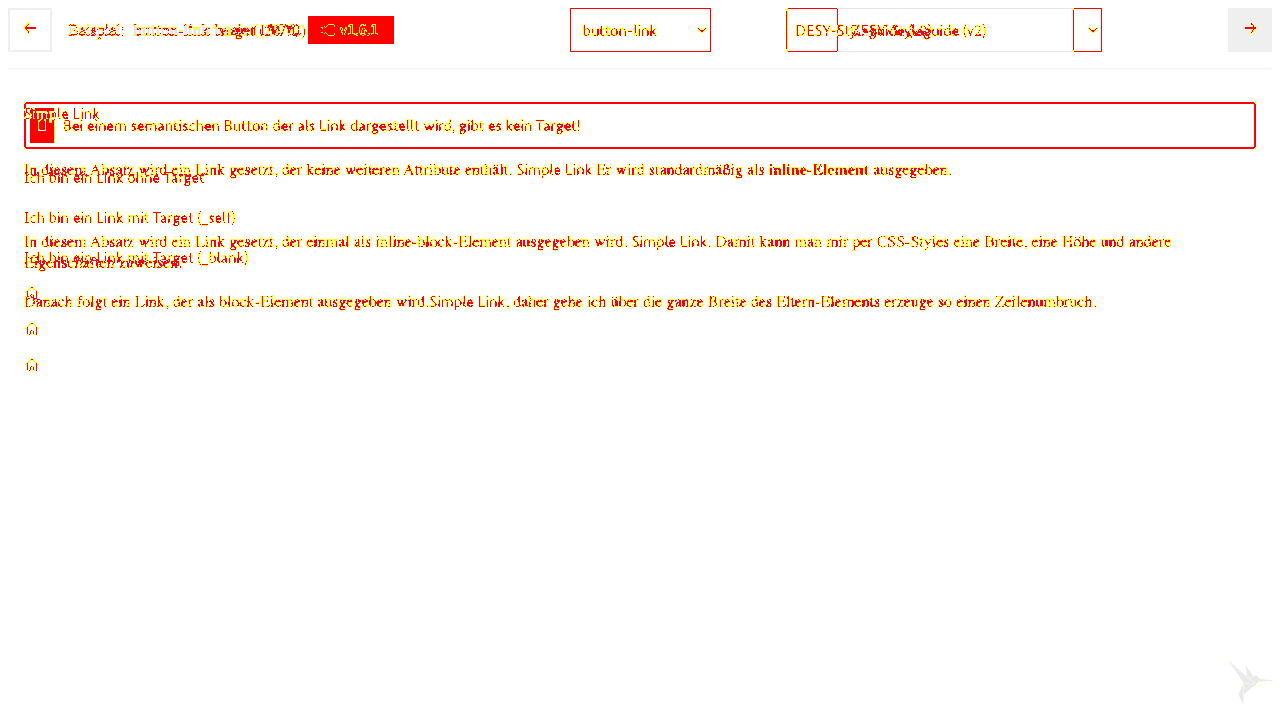 Beispiel: button-link
v1.6.1
button-link
DESY-Styleguide (v2)
Simple Link
Bei einem semantischen Button der als Link dargestellt wird, gibt es kein Target!
In diesem Absatz wird ein Link gesetzt, der keine weiteren Attribute enthält. Simple Link Er wird standardmäßig als inline-Element ausgegeben.
Ich bin ein Link ohne Target
Ich bin ein Link mit Target (_self)
In diesem Absatz wird ein Link gesetzt, der einmal als inline-block-Element ausgegeben wird. Simple Link. Damit kann man mir per CSS-Styles eine Breite, eine Höhe und andere
Eigenschaften zuweisen.
Ich bin ein Link mit Target (_blank)
Danach folgt ein Link, der als block-Element ausgegeben wird.Simple Link, daher gehe ich über die ganze Breite des Eltern-Elements erzeuge so einen Zeilenumbruch.